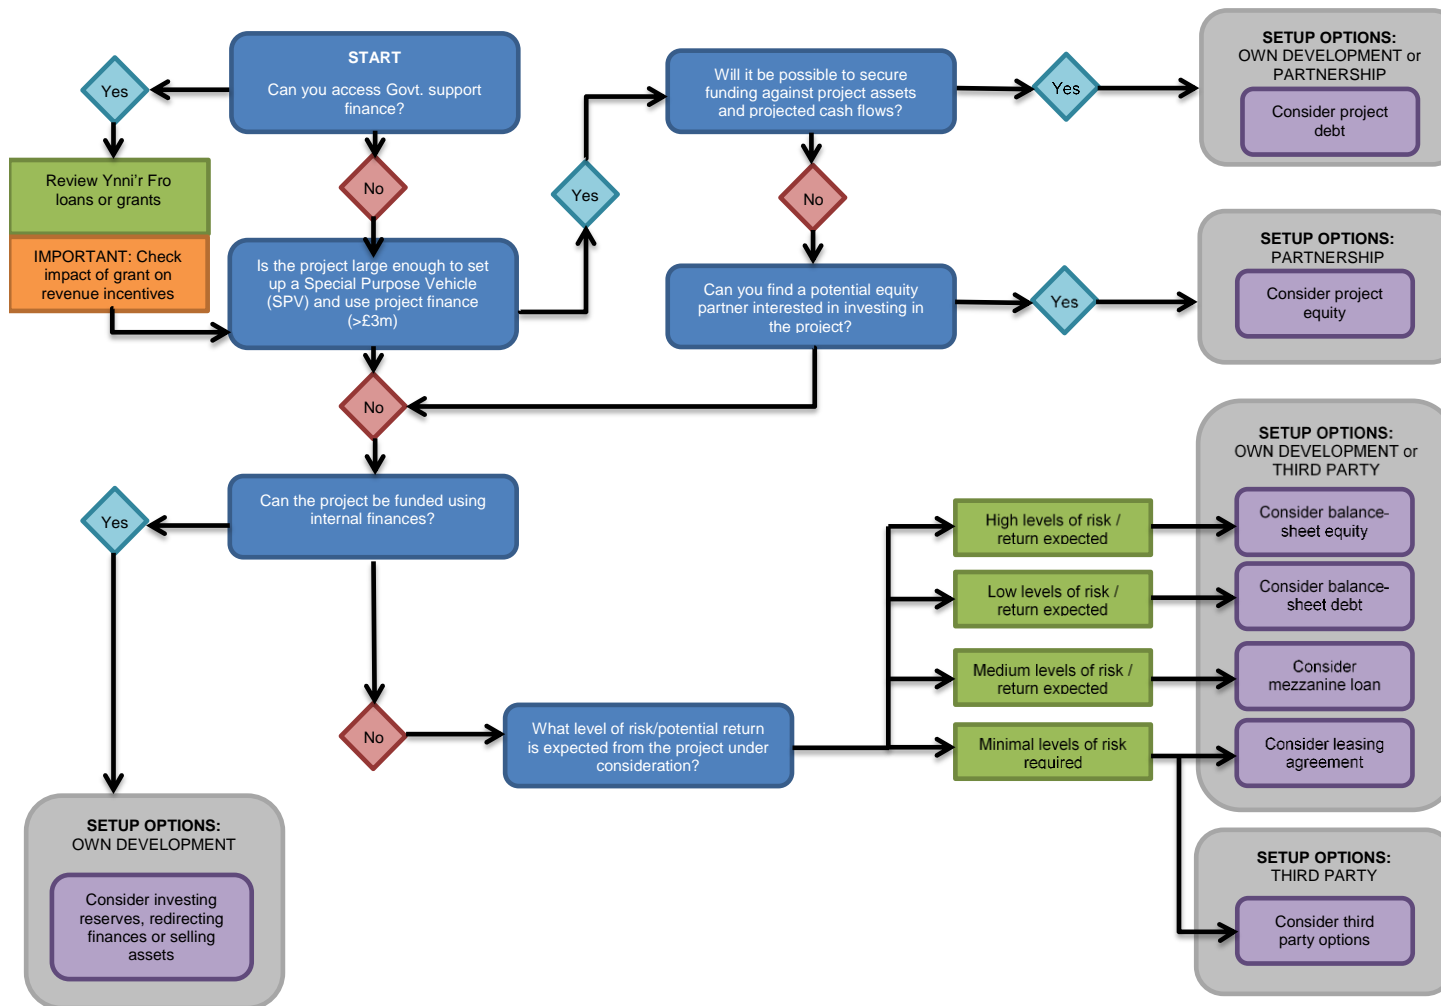 START
Can you access Govt. support
finance?
Yes
No
Review Ynni'r Fro
loans or grants
IMPORTANT: Check
impact of grant on
revenue incentives
Is the project large enough to set
up a Special Purpose Vehicle
(SPV) and use project finance
(>£3m)
Yes
No
Will it be possible to secure
funding against project assets
and projected cash flows?
Yes
No
SETUP OPTIONS:
OWN DEVELOPMENT or
PARTNERSHIP
Consider project
debt
Can you find a potential equity
partner interested in investing in
the project?
Yes
SETUP OPTIONS:
PARTNERSHIP
Consider project
equity
Can the project be funded using
internal finances?
Yes
No
SETUP OPTIONS:
OWN DEVELOPMENT
Consider investing
reserves, redirecting
finances or selling
assets
What level of risk/potential return
is expected from the project under
consideration?
High levels of risk /
return expected
Low levels of risk /
return expected
Medium levels of risk /
return expected
Minimal levels of risk
required
SETUP OPTIONS:
OWN DEVELOPMENT or
THIRD PARTY
Consider balance-
sheet equity
Consider balance-
sheet debt
Consider
mezzanine loan
Consider leasing
agreement
SETUP OPTIONS:
THIRD PARTY
Consider third
party options